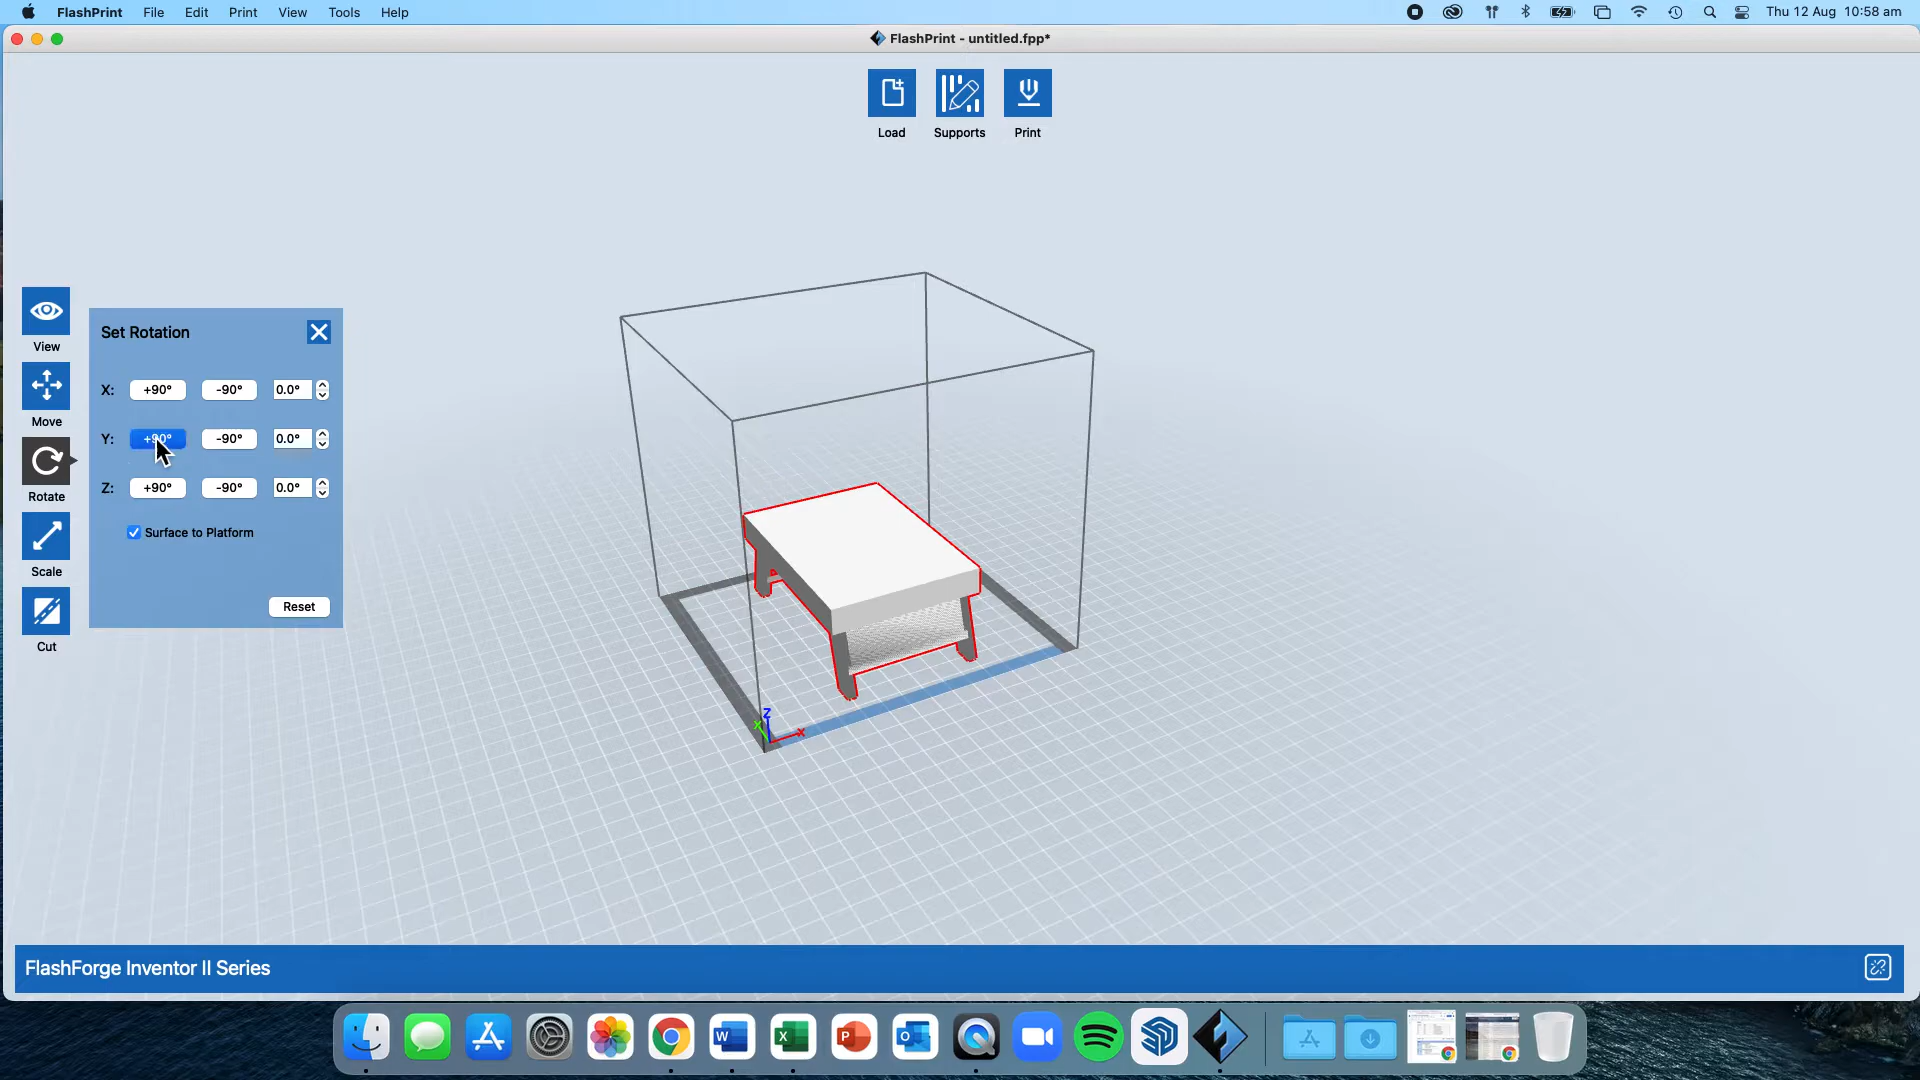 FlashPrint File Edit Print View Tools Help
Thu 12 Aug 10:58 am
FlashPrint - untitled.fpp*
Load Supports Print
View
Move
Rotate
Scale
Cut
Set Rotation
X: +90° -90° 0.0°
Y: +90° -90° 0.0°
Z: +90° -90° 0.0°
Surface to Platform
Reset
Z
Y
X
FlashForge Inventor II Series